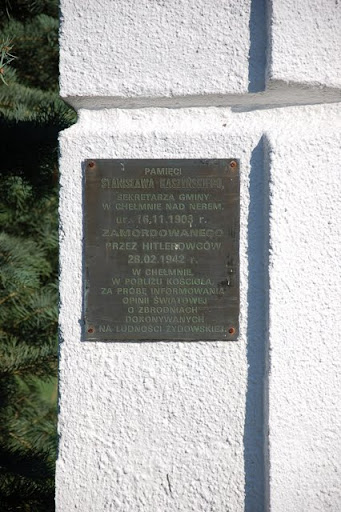 PAMIĘCI
STANISŁAWA KASZYŃSKIEGO,
SEKRETARZA GMINY
W CHEŁMNIE NAD NEREM.
ur. 16.11.1903 r.
ZAMORDOWANEGO
PRZEZ HITLEROWCÓW
28.02.1942 r.
W CHEŁMNIE,
W POBLIŻU KOŚCIOŁA,
ZA PRÓBĘ INFORMOWANIA
OPINII ŚWIATOWEJ
O ZBRODNIACH
DOKONYWANYCH
NA LUDNOŚCI ŻYDOWSKIEJ.